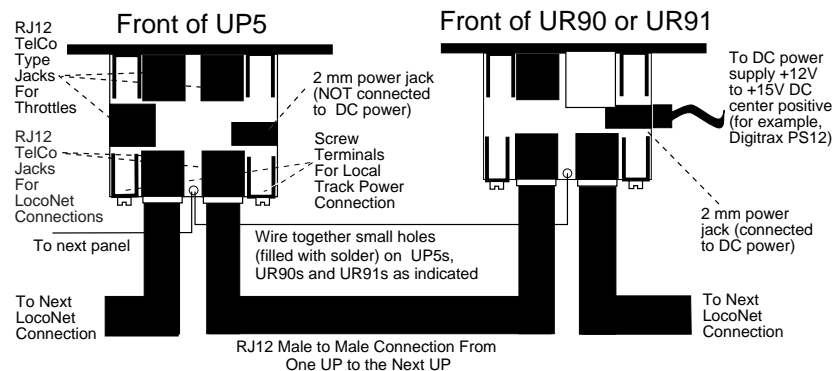 Front of UP5
Front of UR90 or UR91
RJ12
TelCo
Type
Jacks
For
Throttles
RJ12
TelCo
Jacks
For
LocoNet
Connections
2 mm power jack
(NOT connected
to DC power)
Screw
Terminals
For Local
Track Power
Connection
To DC power
supply +12V
to +15V DC
center positive
(for example,
Digitrax PS12)
2 mm power
jack (connected
to DC power)
To next panel
Wire together small holes
(filled with solder) on UP5s,
UR90s and UR91s as indicated
To Next
LocoNet
Connection
To Next
LocoNet
Connection
RJ12 Male to Male Connection From
One UP to the Next UP